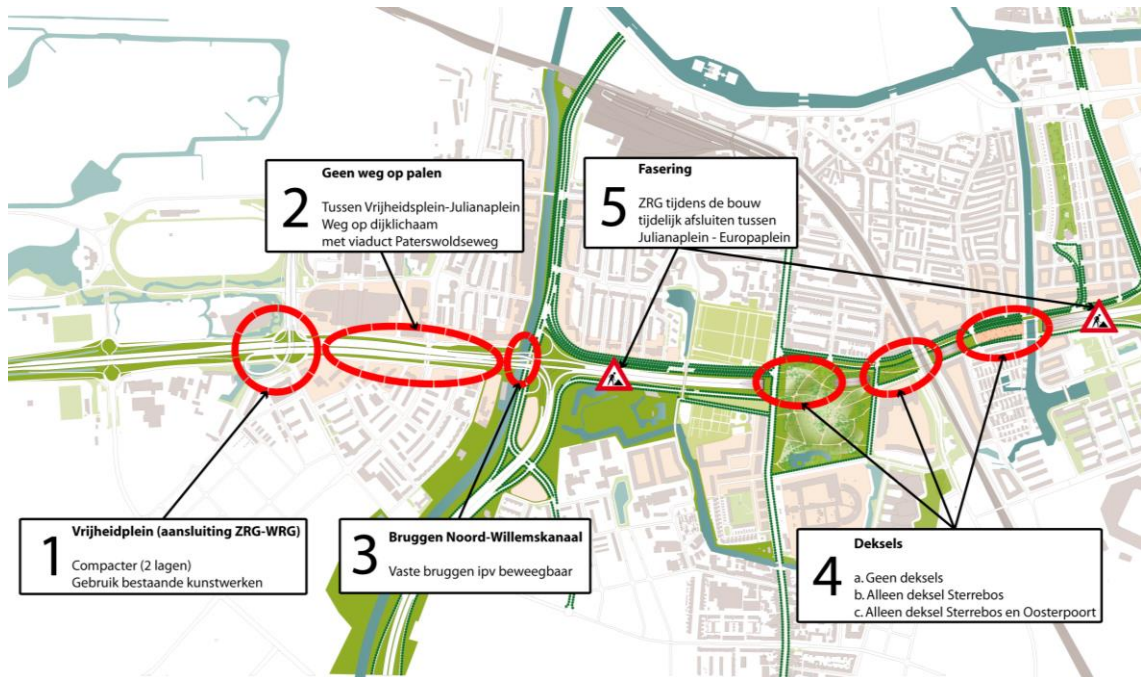 1
Vrijheidplein (aansluiting ZRG-WRG)
Compacter (2 lagen)
Gebruik bestaande kunstwerken
2
Geen weg op palen
Tussen Vrijheidsplein-Julianaplein
Weg op dijklichaam
met viaduct Paterswoldseweg
3
Bruggen Noord-Willemskanaal
Vaste bruggen ipv beweegbaar
4
Deksels
a. Geen deksels
b. Alleen deksel Sterrebos
c. Alleen deksel Sterrebos en Oosterpoort
5
Fasering
ZRG tijdens de bouw
tijdelijk afsluiten tussen
Julianaplein - Europaplein